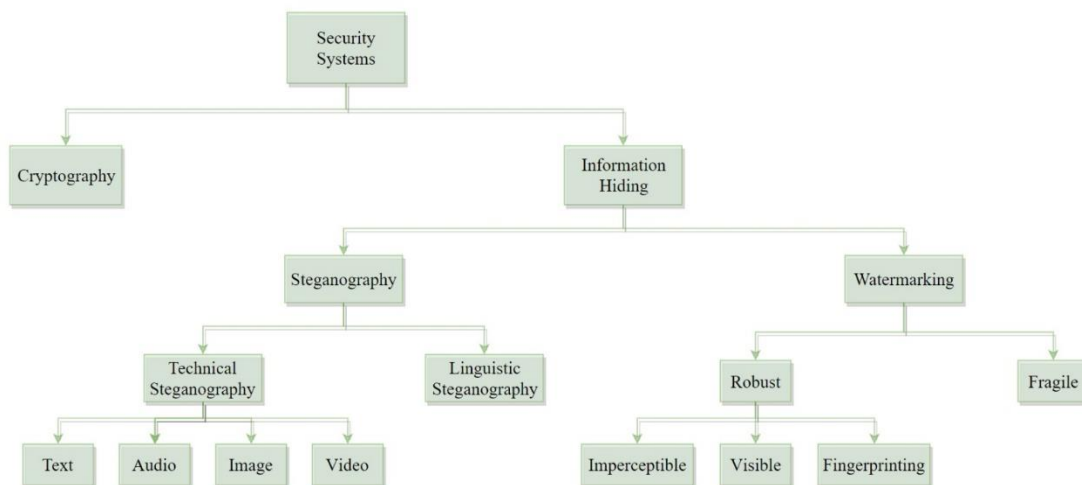 Security
Systems
Cryptography
Information
Hiding
Steganography
Watermarking
Technical
Steganography
Linguistic
Steganography
Robust
Fragile
Text
Audio
Image
Video
Imperceptible
Visible
Fingerprinting